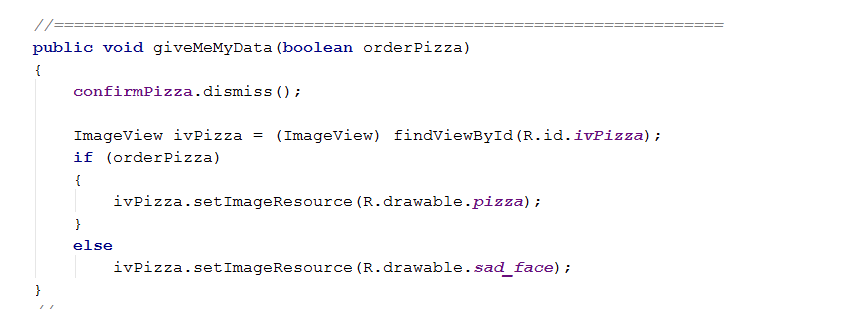 //===================================================================
public void giveMeMyData(boolean orderPizza)
{
confirmPizza.dismiss();
ImageView ivPizza = (ImageView) findViewById(R.id.ivPizza);
if (orderPizza)
{
ivPizza.setImageResource(R.drawable.pizza);
}
else
ivPizza.setImageResource(R.drawable.sad_face);
}
//